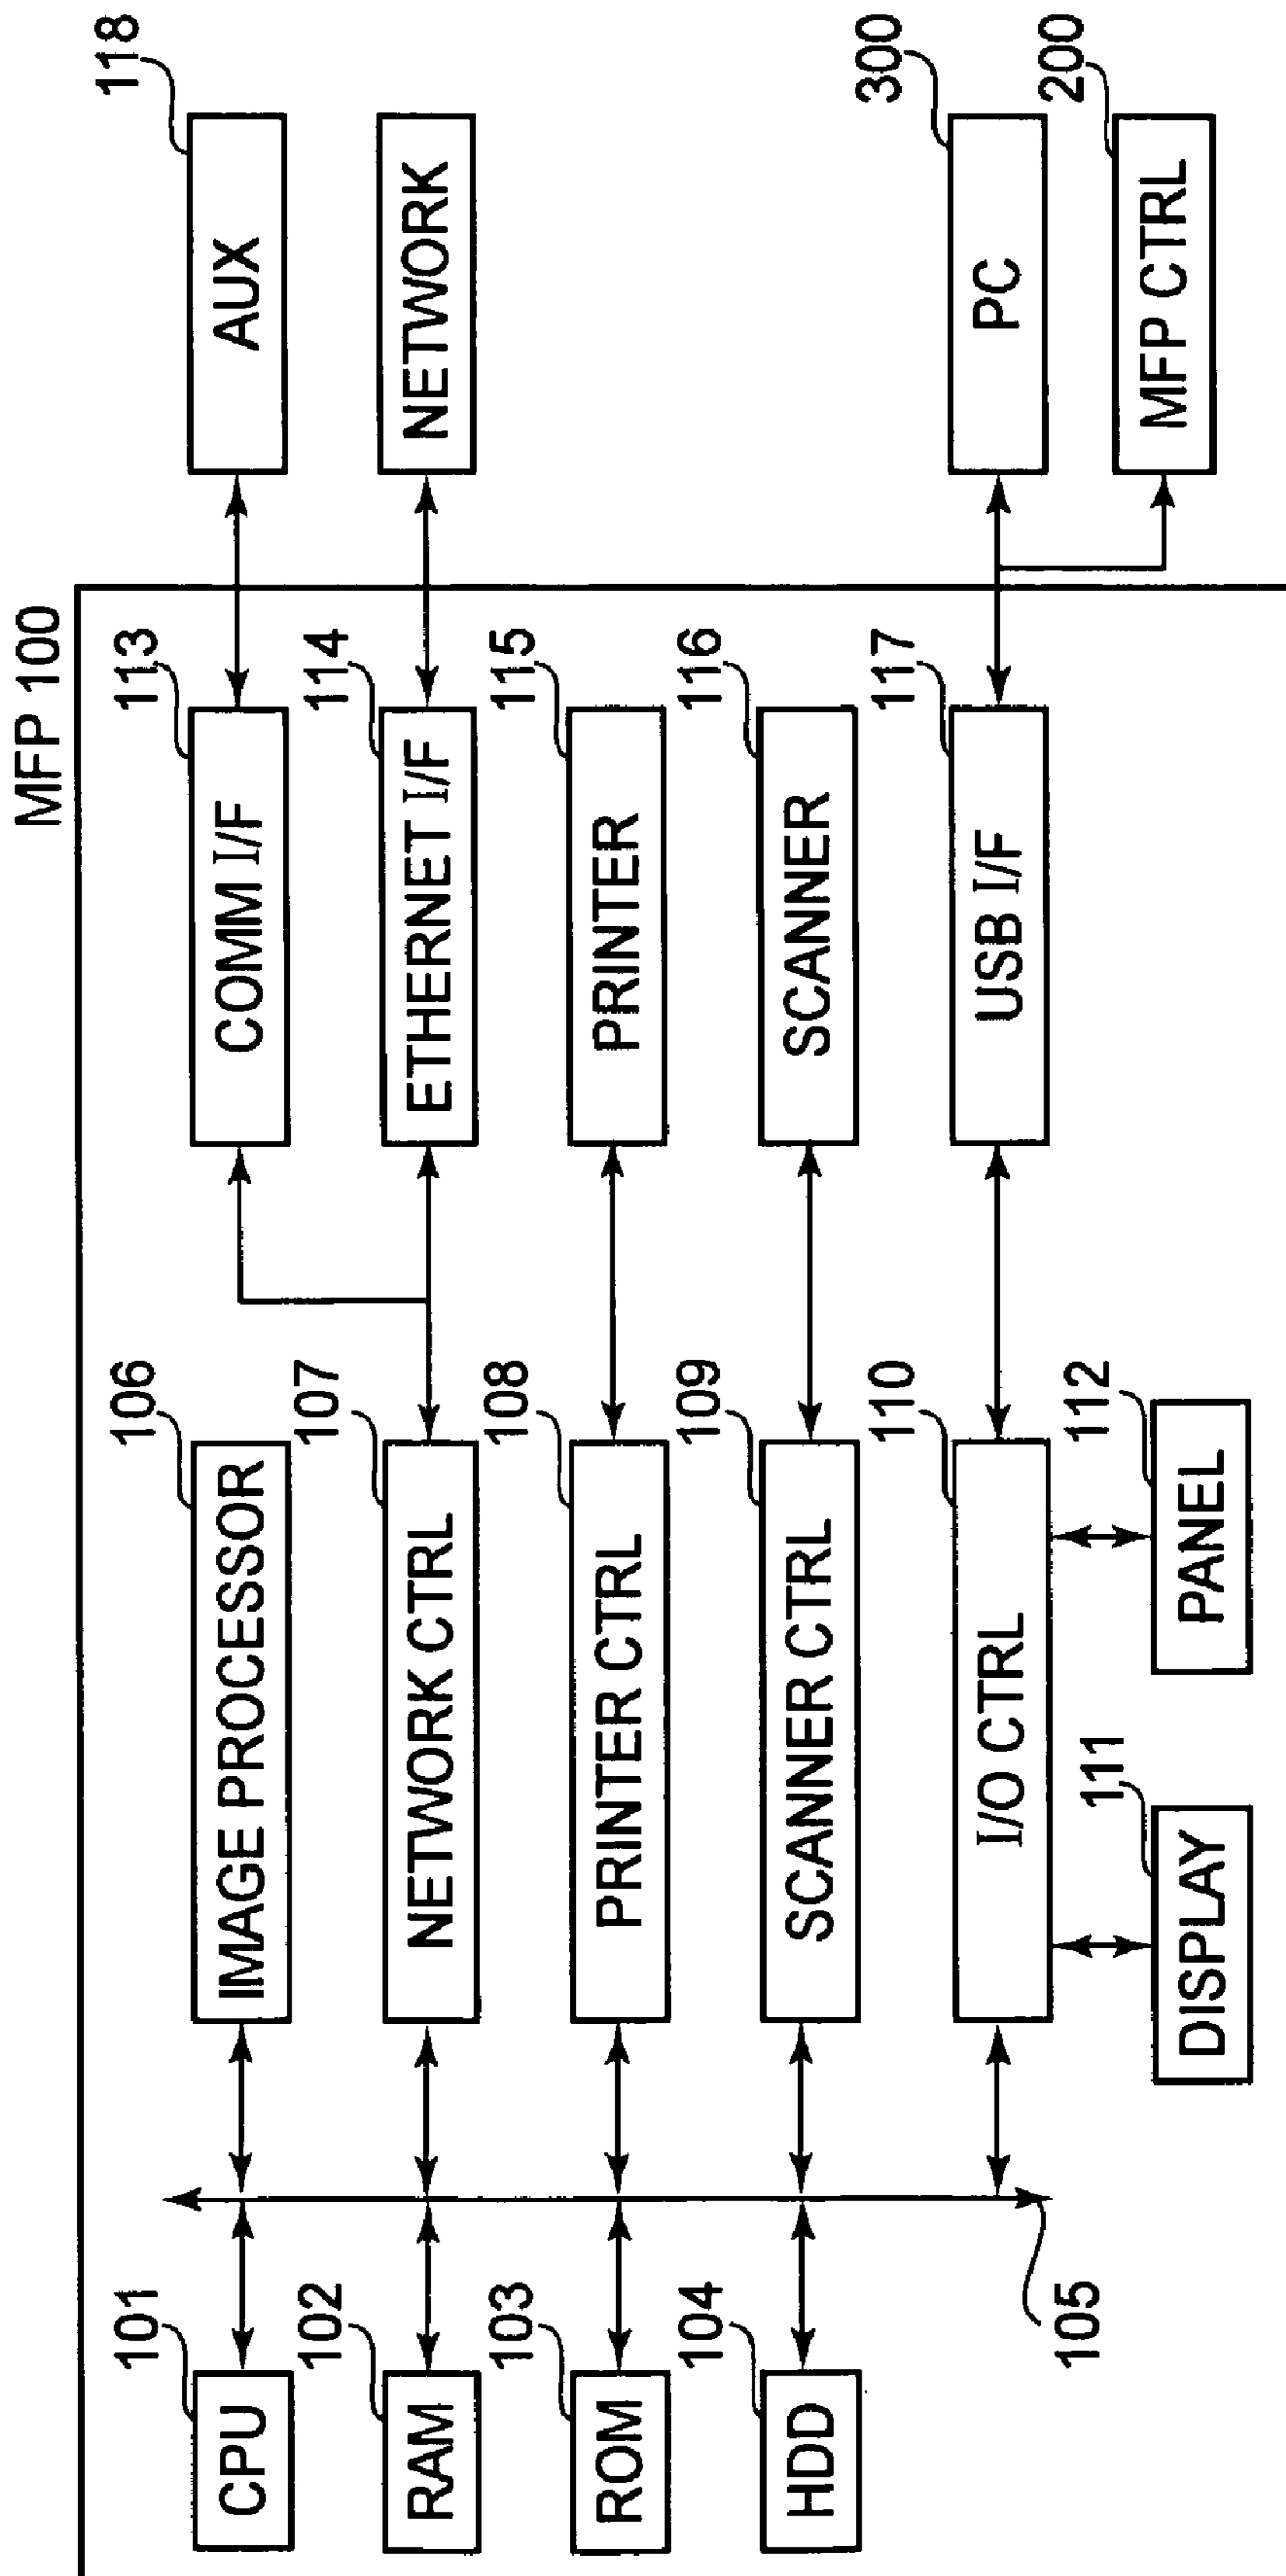 MFP 100
101
CPU
102
RAM
103
ROM
104
HDD
105
106
IMAGE PROCESSOR
107
NETWORK CTRL
108
PRINTER CTRL
109
SCANNER CTRL
110
I/O CTRL
111
DISPLAY
112
PANEL
113
COMM I/F
114
ETHERNET I/F
115
PRINTER
116
SCANNER
117
USB I/F
118
AUX
NETWORK
300
PC
200
MFP CTRL